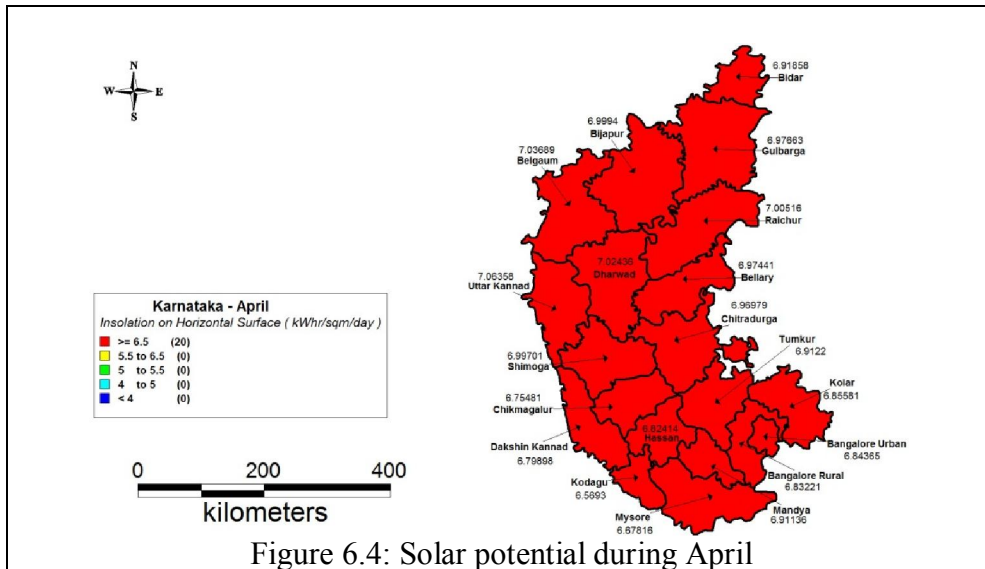 N
W E
S
6.91858
Bidar
6.9994
Bijapur
6.97863
Gulbarga
7.03689
Belgaum
7.00516
Raichur
7.02436
Dharwad
6.97441
Bellary
7.06358
Uttar Kannad
6.96979
Chitradurga
Karnataka - April
Insolation on Horizontal Surface ( kWhr/sqm/day )
>= 6.5 (20)
5.5 to 6.5 (0)
5 to 5.5 (0)
4 to 5 (0)
< 4 (0)
Tumkur
6.9122
6.99701
Shimoga
Kolar
6.85581
6.75481
Chikmagalur
6.82414
Hassan
Dakshin Kannad
6.79898
Bangalore Urban
6.84365
Bangalore Rural
6.83221
Kodagu
6.5693
Mandya
6.91136
Mysore
6.67816
0 200 400
kilometers
Figure 6.4: Solar potential during April